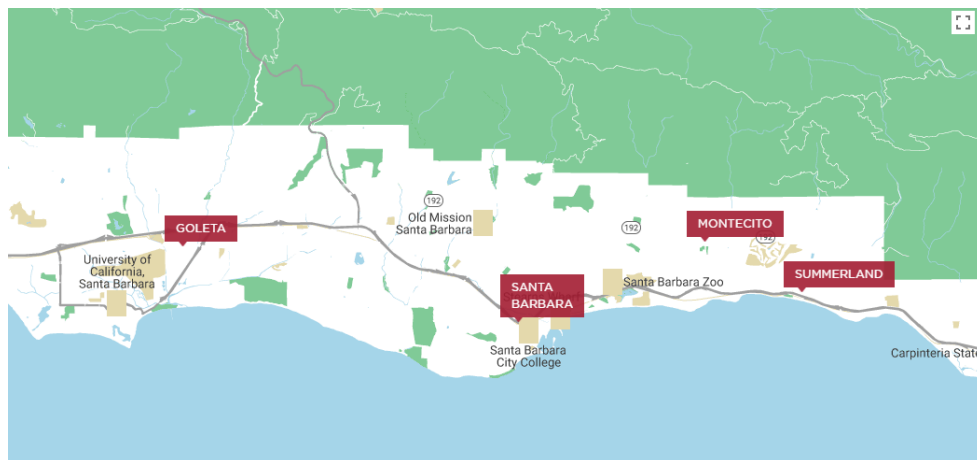 192
Old Mission
Santa Barbara
GOLETA
192
MONTECITO
192
University of
California,
Santa Barbara
SANTA
BARBARA
Santa Barbara Zoo
SUMMERLAND
Santa Barbara
City College
Carpinteria State